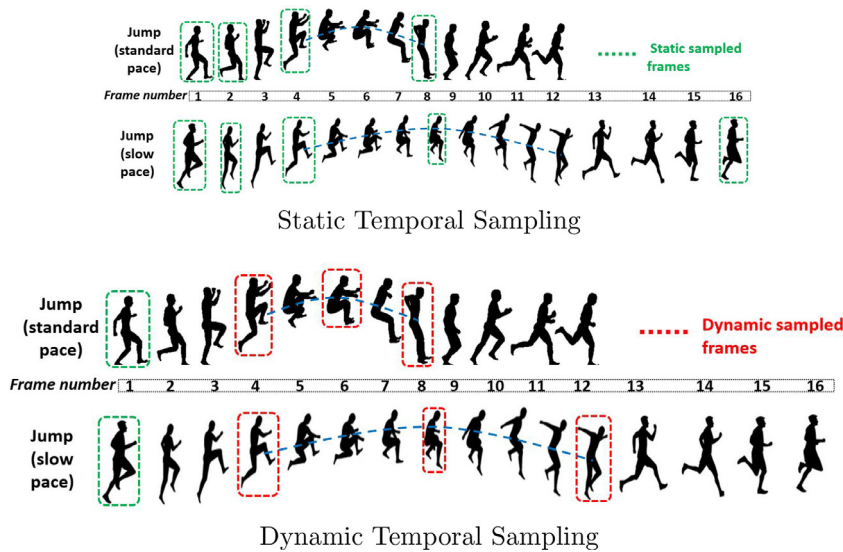 Jump
(standard
pace)
Static sampled
frames
Frame number 1 2 3 4 5 6 7 8 9 10 11 12 13 14 15 16
Jump
(slow
pace)
Static Temporal Sampling
Jump
(standard
pace)
Dynamic sampled
frames
Frame number 1 2 3 4 5 6 7 8 9 10 11 12 13 14 15 16
Jump
(slow
pace)
Dynamic Temporal Sampling